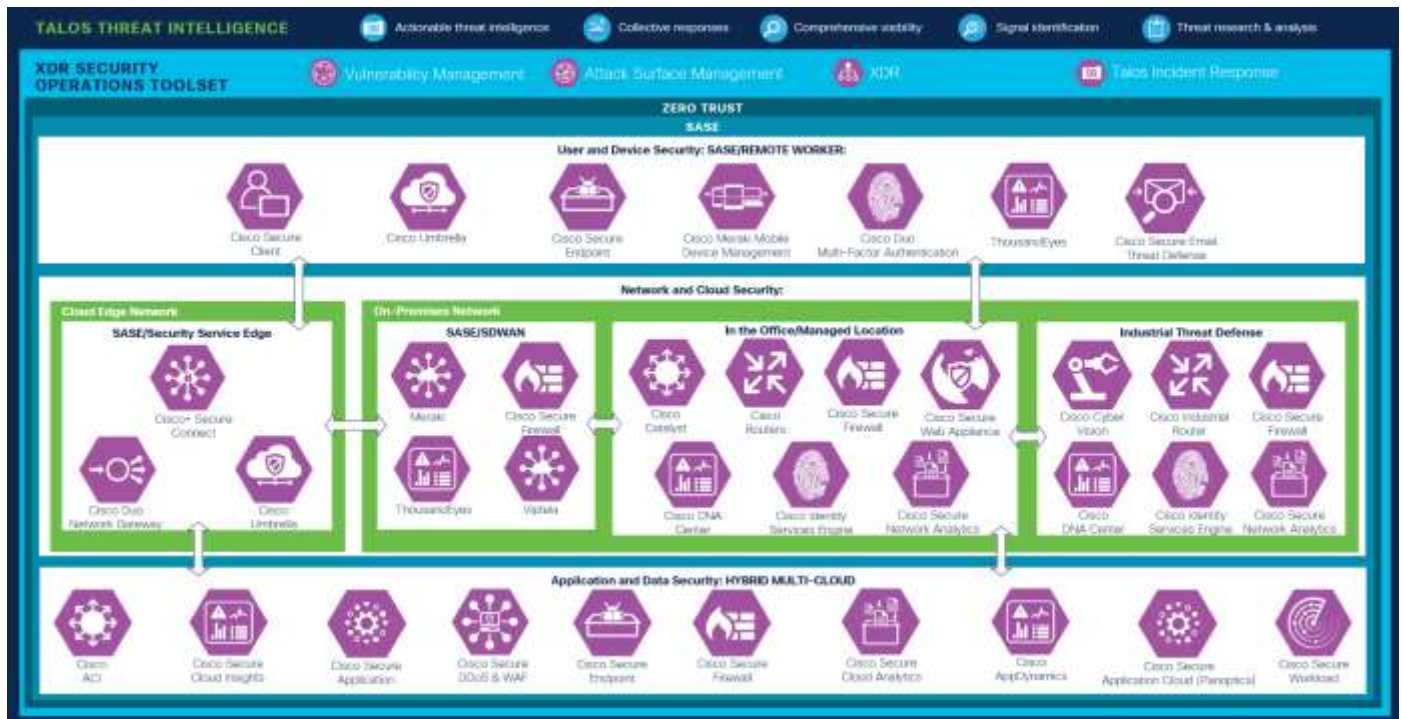 TALOS THREAT INTELLIGENCE
Actionable threat intelligence
Collective responses
Comprehensive visibility
Signal identification
Threat research & analysis
XDR SECURITY
OPERATIONS TOOLSET
Vulnerability Management
Attack Surface Management
XDR
Talos Incident Response
ZERO TRUST
SASE
User and Device Security: SASE/REMOTE WORKER:
Cisco Secure
Client
Cisco Umbrella
Cisco Secure
Endpoint
Cisco Meraki Mobile
Device Management
Cisco Duo
Multi-Factor Authentication
ThousandEyes
Cisco Secure Email
Threat Defense
Network and Cloud Security:
Cloud Edge Network
SASE/Security Service Edge
Cisco+ Secure
Connect
Cisco Duo
Network Gateway
Cisco
Umbrella
On-Premises Network
SASE/SDWAN
Meraki
Cisco Secure
Firewall
ThousandEyes
Viptela
In the Office/Managed Location
Cisco
Catalyst
Cisco
Routers
Cisco Secure
Firewall
Cisco Secure
Web Appliance
Cisco DNA
Center
Cisco Identity
Services Engine
Cisco Secure
Network Analytics
Industrial Threat Defense
Cisco Cyber
Vision
Cisco Industrial
Router
Cisco Secure
Firewall
Cisco
DNA Center
Cisco Identity
Services Engine
Cisco Secure
Network Analytics
Application and Data Security: HYBRID MULTI-CLOUD
Cisco
ACI
Cisco Secure
Cloud Insights
Cisco Secure
Application
Cisco Secure
DDoS & WAF
Cisco Secure
Endpoint
Cisco Secure
Firewall
Cisco Secure
Cloud Analytics
Cisco
AppDynamics
Cisco Secure
Application Cloud (Panoptica)
Cisco Secure
Workload